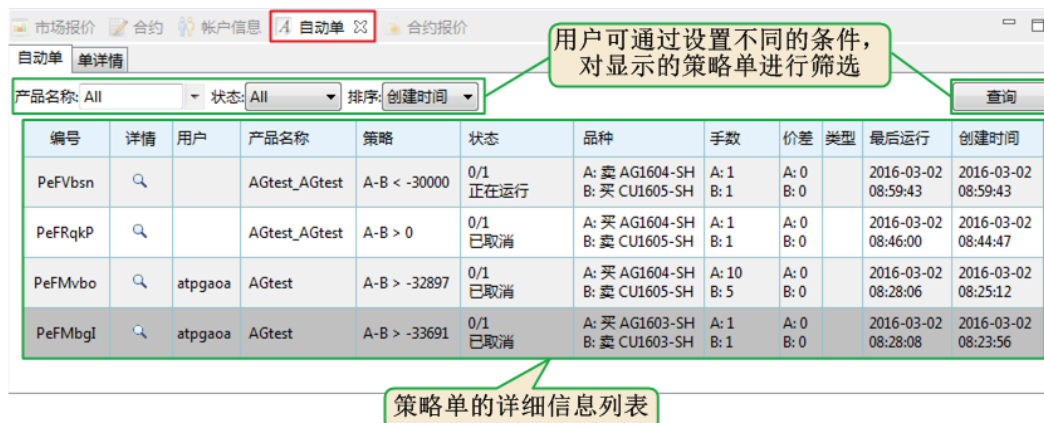 市场报价 合约 帐户信息 自动单 合约报价
用户可通过设置不同的条件，
对显示的策略单进行筛选
自动单 单详情
产品名称: All 状态: All 排序: 创建时间 查询
编号 详情 用户 产品名称 策略 状态 品种 手数 价差 类型 最后运行 创建时间
PeFVbsn AGtest_AGtest A-B < -30000 0/1 正在运行 A: 卖 AG1604-SH B: 买 CU1605-SH A: 1 B: 1 A: 0 B: 0 2016-03-02 08:59:43 2016-03-02 08:59:43
PeFRqkP AGtest_AGtest A-B > 0 0/1 已取消 A: 买 AG1604-SH B: 卖 CU1605-SH A: 1 B: 1 A: 0 B: 0 2016-03-02 08:46:00 2016-03-02 08:44:47
PeFMvbo atpgaoa AGtest A-B > -32897 0/1 已取消 A: 买 AG1604-SH B: 卖 CU1605-SH A: 10 B: 5 A: 0 B: 0 2016-03-02 08:28:06 2016-03-02 08:25:12
PeFMbgI atpgaoa AGtest A-B > -33691 0/1 已取消 A: 买 AG1603-SH B: 卖 CU1603-SH A: 1 B: 1 A: 0 B: 0 2016-03-02 08:28:08 2016-03-02 08:23:56
策略单的详细信息列表